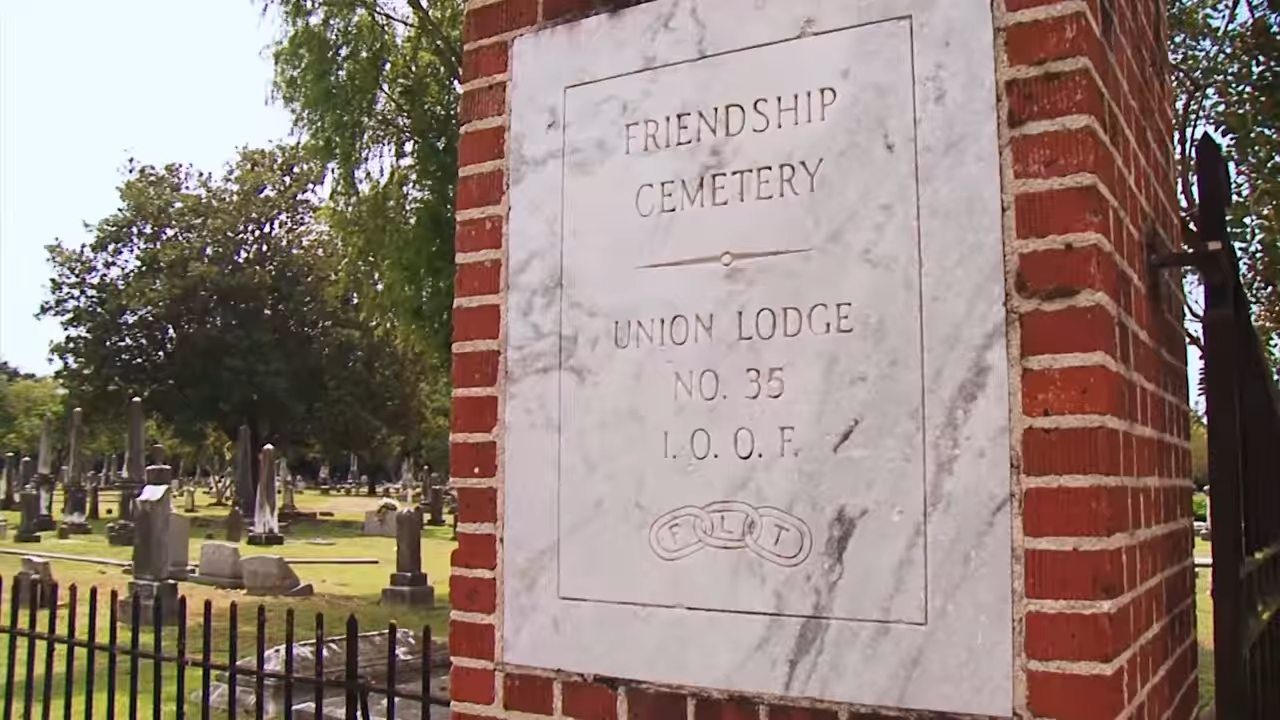 FRIENDSHIP
CEMETERY
UNION LODGE
NO. 35
I. O. O. F.
F L T